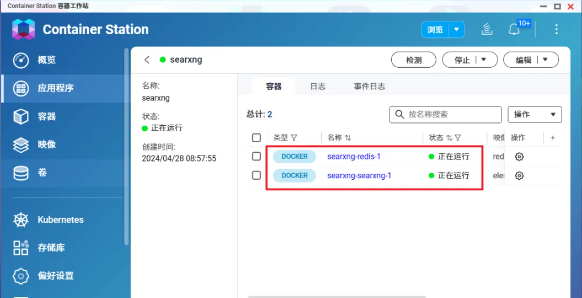 Container Station 容器工作站
Container Station
浏览
10+
概览
应用程序
容器
映像
卷
Kubernetes
存储库
偏好设置
searxng
检测
停止
编辑
名称:
searxng
状态:
正在运行
创建时间:
2024/04/28 08:57:55
容器
日志
事件日志
总计: 2
按名称搜索
操作
类型
名称
状态
映像
操作
DOCKER
searxng-redis-1
正在运行
red
DOCKER
searxng-searxng-1
正在运行
ele